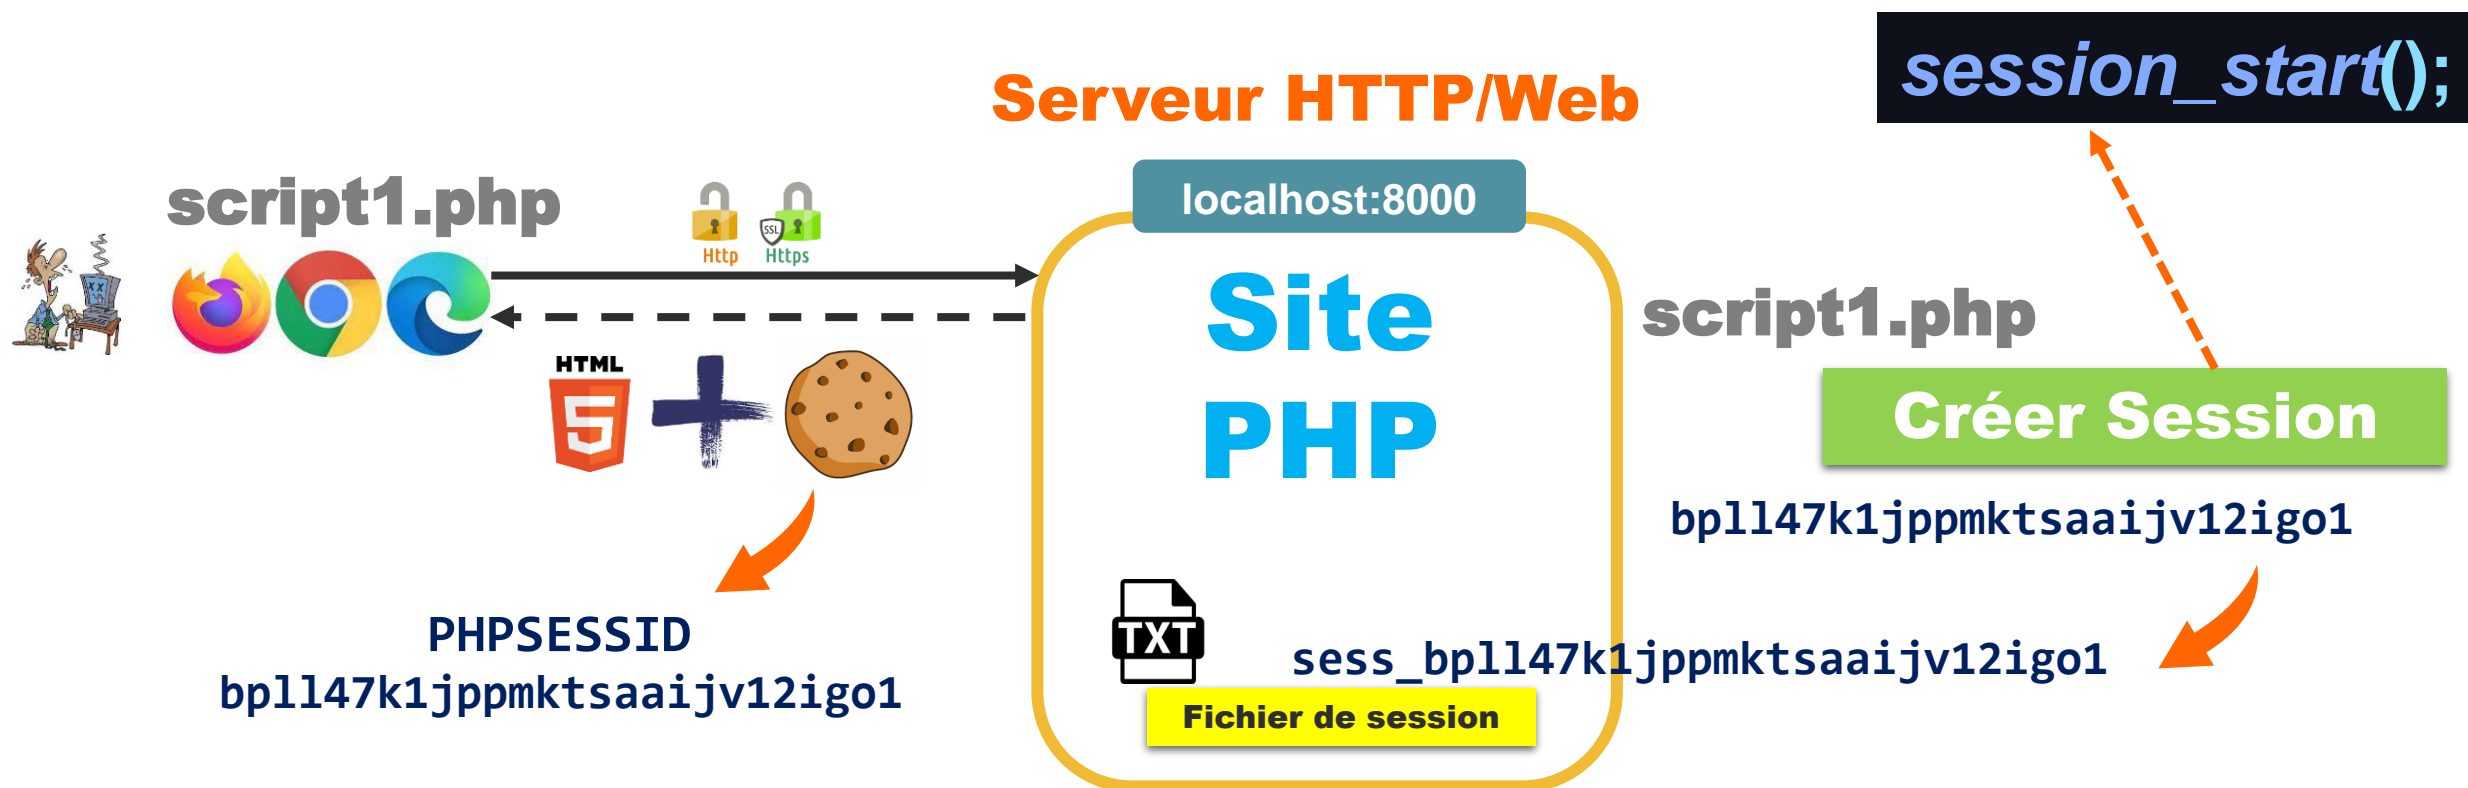 session_start();
Serveur HTTP/Web
localhost:8000
script1.php
Http
SSL
Https
Site
PHP
script1.php
HTML
5
Créer Session
bpll47k1jppmktsaaijv12igo1
TXT
PHPSESSID
bpll47k1jppmktsaaijv12igo1
sess_bpll47k1jppmktsaaijv12igo1
Fichier de session